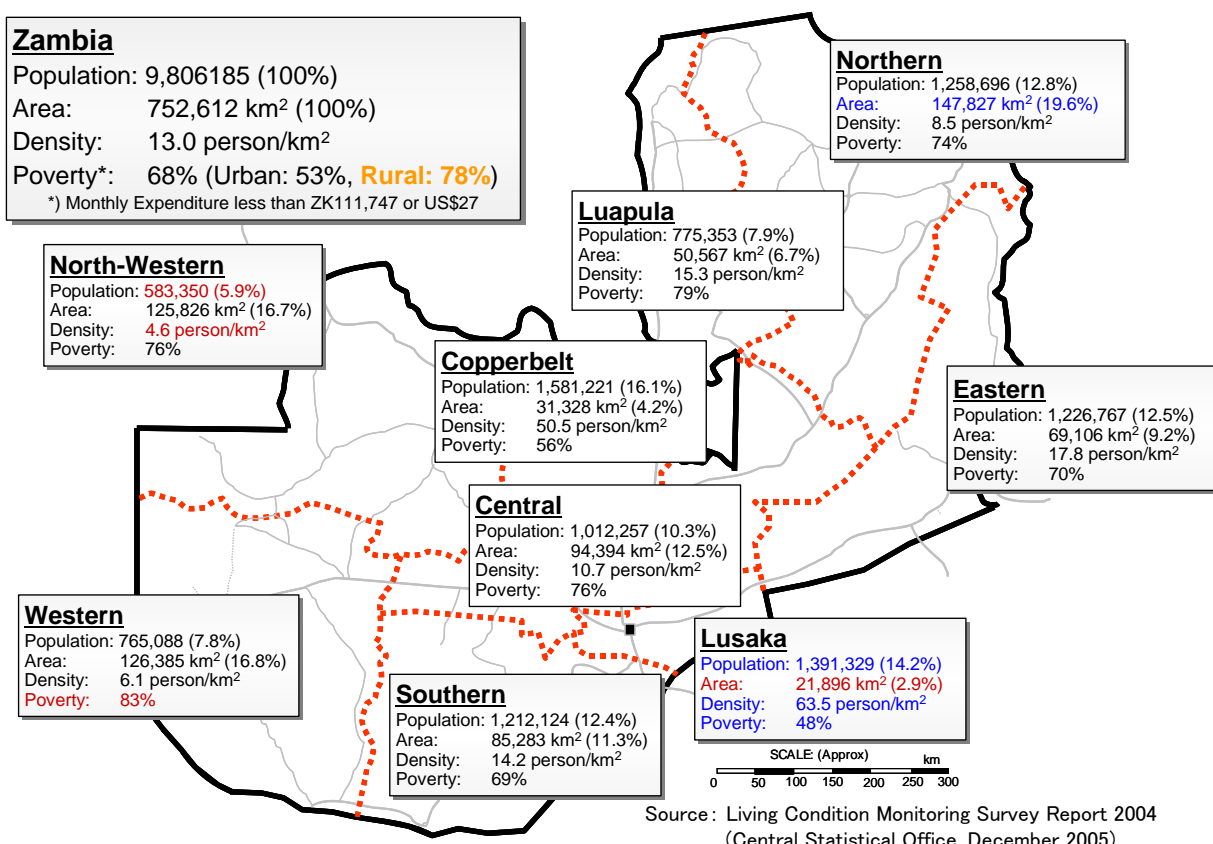 Zambia
Population: 9,806185 (100%)
Area: 752,612 km² (100%)
Density: 13.0 person/km²
Poverty*: 68% (Urban: 53%, Rural: 78%)
*) Monthly Expenditure less than ZK111,747 or US$27
Northern
Population: 1,258,696 (12.8%)
Area: 147,827 km² (19.6%)
Density: 8.5 person/km²
Poverty: 74%
Luapula
Population: 775,353 (7.9%)
Area: 50,567 km² (6.7%)
Density: 15.3 person/km²
Poverty: 79%
North-Western
Population: 583,350 (5.9%)
Area: 125,826 km² (16.7%)
Density: 4.6 person/km²
Poverty: 76%
Copperbelt
Population: 1,581,221 (16.1%)
Area: 31,328 km² (4.2%)
Density: 50.5 person/km²
Poverty: 56%
Eastern
Population: 1,226,767 (12.5%)
Area: 69,106 km² (9.2%)
Density: 17.8 person/km²
Poverty: 70%
Central
Population: 1,012,257 (10.3%)
Area: 94,394 km² (12.5%)
Density: 10.7 person/km²
Poverty: 76%
Western
Population: 765,088 (7.8%)
Area: 126,385 km² (16.8%)
Density: 6.1 person/km²
Poverty: 83%
Lusaka
Population: 1,391,329 (14.2%)
Area: 21,896 km² (2.9%)
Density: 63.5 person/km²
Poverty: 48%
Southern
Population: 1,212,124 (12.4%)
Area: 85,283 km² (11.3%)
Density: 14.2 person/km²
Poverty: 69%
SCALE: (Approx) km
0 50 100 150 200 250 300
Source: Living Condition Monitoring Survey Report 2004
(Central Statistical Office, December 2005)